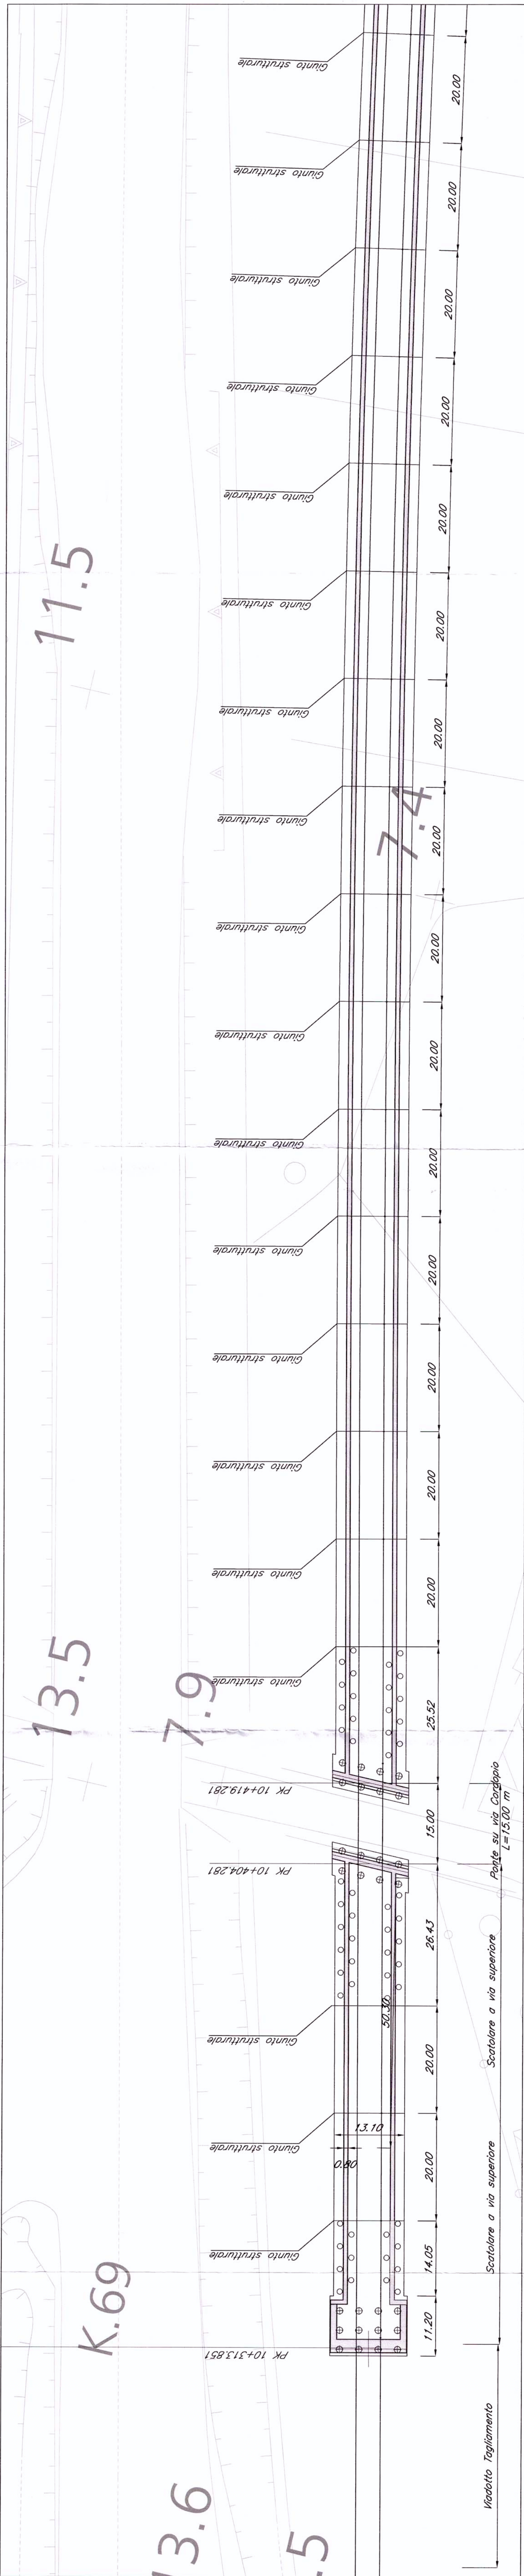 Giunto strutturale
20.00
Giunto strutturale
20.00
Giunto strutturale
20.00
Giunto strutturale
20.00
Giunto strutturale
20.00
11.5
Giunto strutturale
20.00
Giunto strutturale
20.00
Giunto strutturale
7.4
20.00
Giunto strutturale
20.00
Giunto strutturale
20.00
Giunto strutturale
20.00
Giunto strutturale
20.00
Giunto strutturale
20.00
Giunto strutturale
20.00
Giunto strutturale
20.00
13.5
7.9
Giunto strutturale
25.52
PK 10+419.281
15.00
Ponte su via Cordopio
L=15.00 m
PK 10+404.281
26.43
Scatolare a via superiore
50.30
Giunto strutturale
20.00
13.10
0.80
Giunto strutturale
20.00
Scatolare a via superiore
Giunto strutturale
14.05
11.20
K.69
PK 10+313.851
Viadotto Tagliamento
13.6
.5